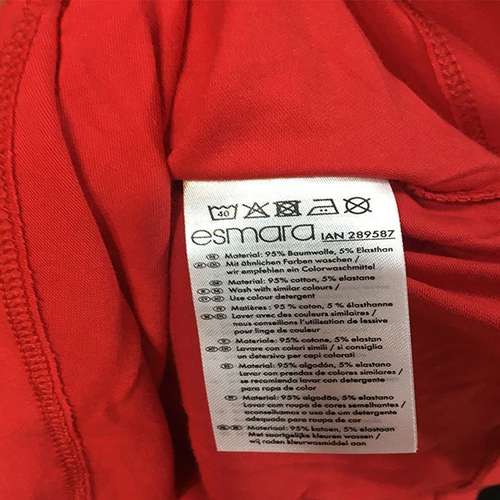 40
esmara IAN 289587
Material: 95% Baumwolle, 5% Elasthan
Mit ähnlichen Farben waschen /
wir empfehlen ein Colorwaschmittel
Material: 95% cotton, 5% elastane
Wash with similar colours /
Use colour detergent
Matières: 95 % coton, 5 % élasthanne
Laver avec des couleurs similaires /
nous conseillons l'utilisation de lessive
pour linge de couleur
Materiale: 95% cotone, 5% elastan
Lavare con colori simili / si consiglia
un detersivo per capi colorati
Material: 95% algodón, 5% elastano
Lavar con prendas de colores similares /
se recomienda lavar con detergente
para ropa de color
Material: 95% algodão, 5% elastano
Lavar com roupa de cores semelhantes /
aconselhamos o uso de um detergente
adequado para roupa de cor
Materiaal: 95% katoen, 5% elastaan
Met soortgelijke kleuren wassen /
wij raden kleurwasmiddel aan